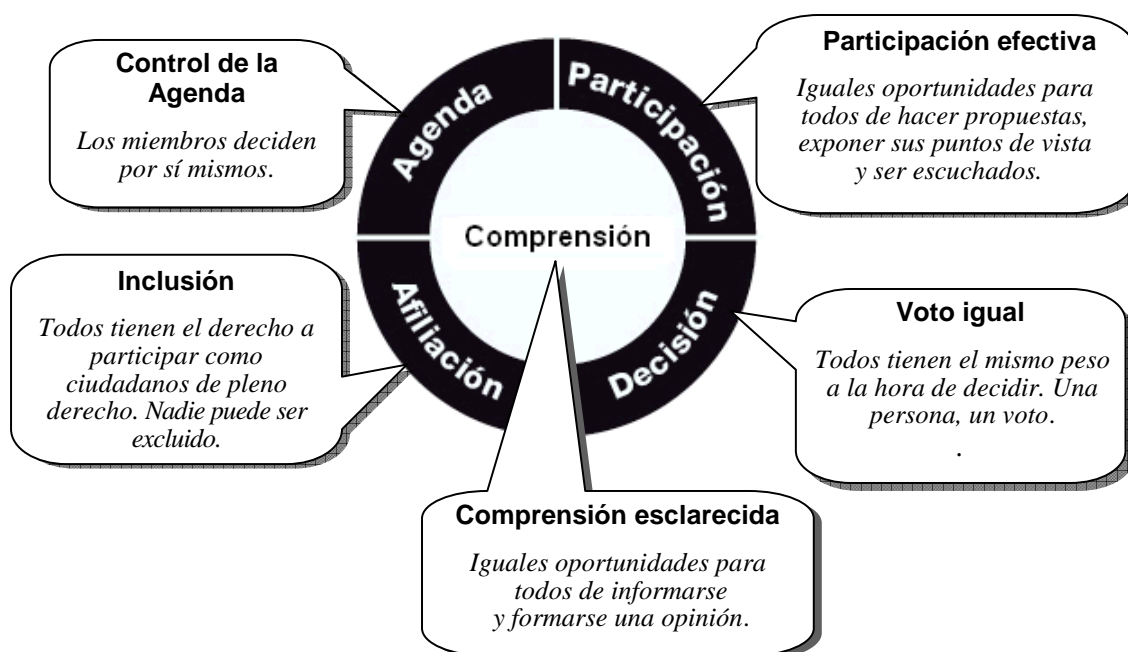 Control de la
Agenda
Los miembros deciden
por sí mismos.
Participación efectiva
Iguales oportunidades para
todos de hacer propuestas,
exponer sus puntos de vista
y ser escuchados.
Agenda
Participación
Comprensión
Afiliación
Decisión
Inclusión
Todos tienen el derecho a
participar como
ciudadanos de pleno
derecho. Nadie puede ser
excluido.
Voto igual
Todos tienen el mismo peso
a la hora de decidir. Una
persona, un voto.
.
Comprensión esclarecida
Iguales oportunidades para
todos de informarse
y formarse una opinión.